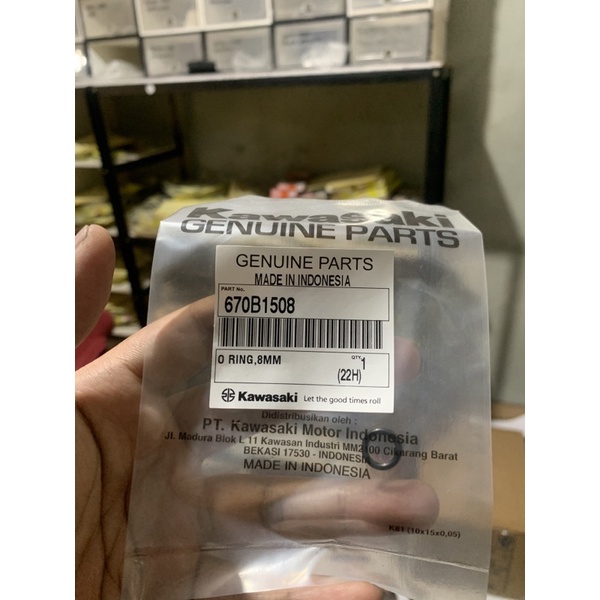 Kawasaki
GENUINE PARTS
GENUINE PARTS
MADE IN INDONESIA
PART No.
670B1508
O RING,8MM
QTY 1
(22H)
Kawasaki Let the good times roll
Didistribusikan oleh :
PT. Kawasaki Motor Indonesia
Jl. Madura Blok L 11 Kawasan Industri MM2100 Cikarang Barat
BEKASI 17530 - INDONESIA
MADE IN INDONESIA
K81 (10x15x0,05)